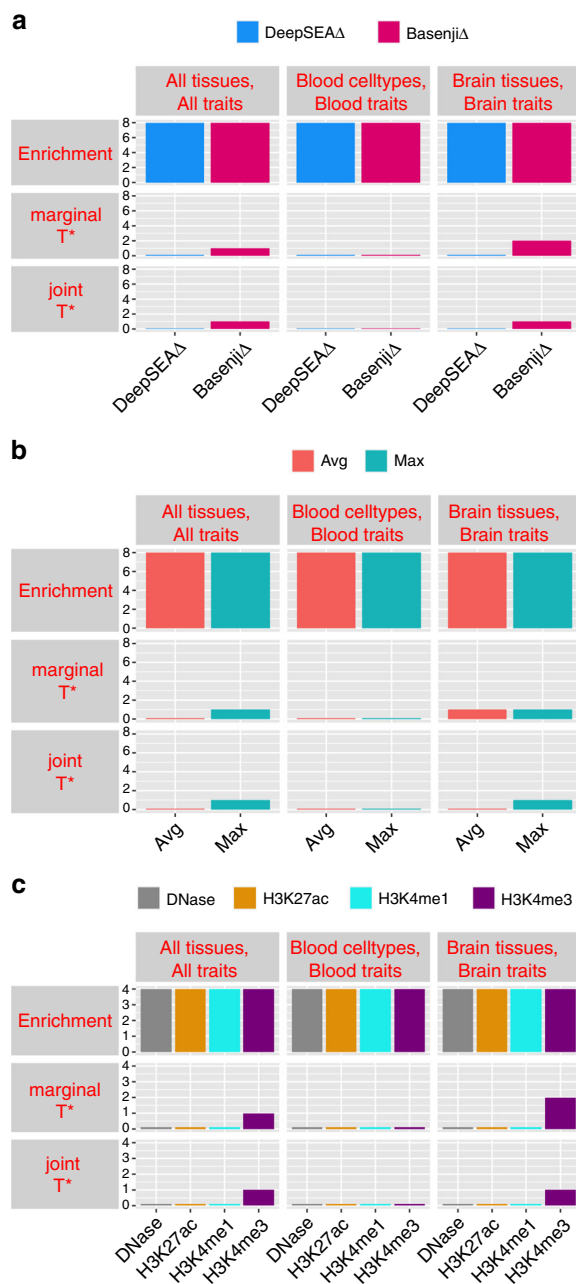 a
DeepSEAΔ BasenjiΔ
All tissues, Blood celltypes, Brain tissues,
All traits Blood traits Brain traits
Enrichment
8
6
4
2
0
marginal
T*
8
6
4
2
0
joint
T*
8
6
4
2
0
DeepSEAΔ BasenjiΔ DeepSEAΔ BasenjiΔ DeepSEAΔ BasenjiΔ
b
Avg Max
All tissues, Blood celltypes, Brain tissues,
All traits Blood traits Brain traits
Enrichment
8
6
4
2
0
marginal
T*
8
6
4
2
0
joint
T*
8
6
4
2
0
Avg Max Avg Max Avg Max
c
DNase H3K27ac H3K4me1 H3K4me3
All tissues, Blood celltypes, Brain tissues,
All traits Blood traits Brain traits
Enrichment
4
3
2
1
0
marginal
T*
4
3
2
1
0
joint
T*
4
3
2
1
0
DNase H3K27ac H3K4me1 H3K4me3 DNase H3K27ac H3K4me1 H3K4me3 DNase H3K27ac H3K4me1 H3K4me3